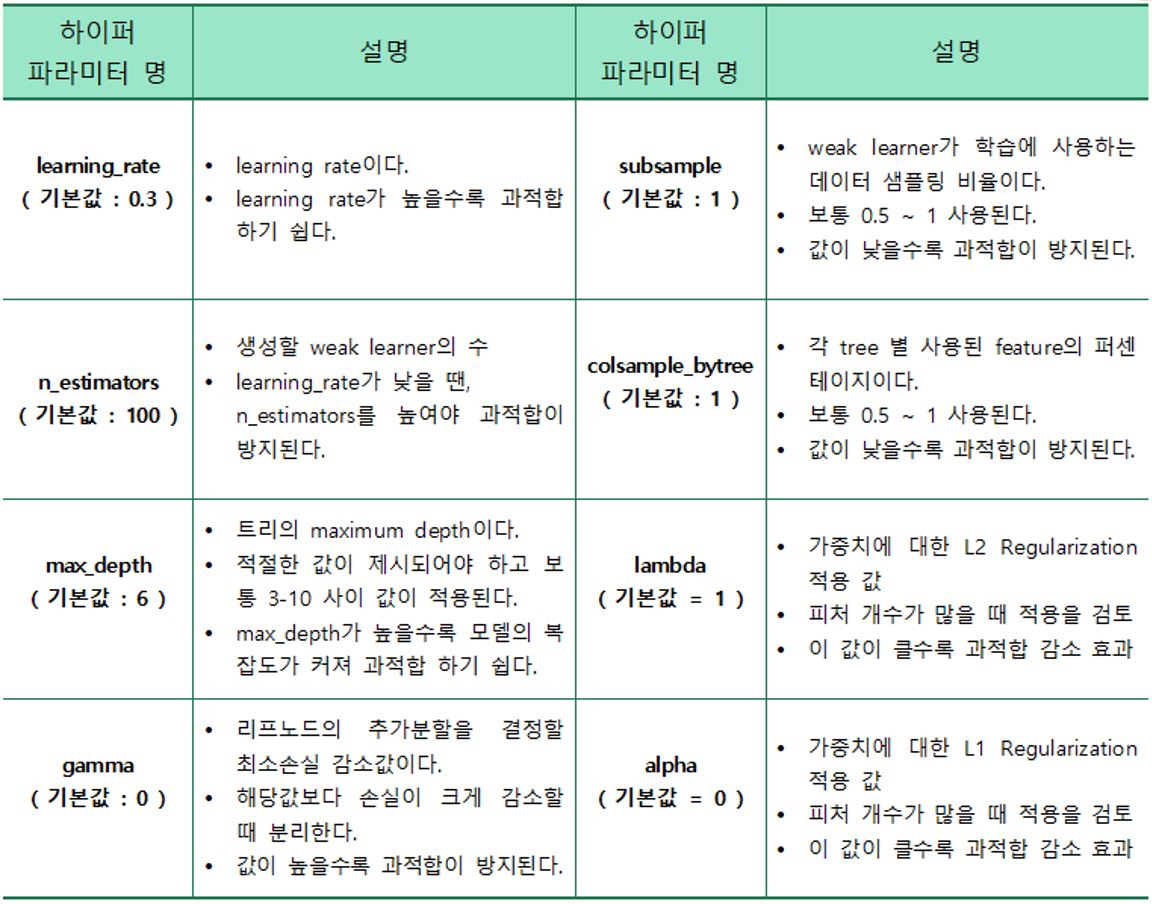 하이퍼
파라미터 명
설명
하이퍼
파라미터 명
설명
learning_rate
( 기본값 : 0.3 )
• learning rate이다.
• learning rate가 높을수록 과적합
하기 쉽다.
subsample
( 기본값 : 1 )
• weak learner가 학습에 사용하는
데이터 샘플링 비율이다.
• 보통 0.5 ~ 1 사용된다.
• 값이 낮을수록 과적합이 방지된다.
n_estimators
( 기본값 : 100 )
• 생성할 weak learner의 수
• learning_rate가 낮을 땐,
n_estimators를 높여야 과적합이
방지된다.
colsample_bytree
( 기본값 : 1 )
• 각 tree 별 사용된 feature의 퍼센
테이지이다.
• 보통 0.5 ~ 1 사용된다.
• 값이 낮을수록 과적합이 방지된다.
max_depth
( 기본값 : 6 )
• 트리의 maximum depth이다.
• 적절한 값이 제시되어야 하고 보
통 3-10 사이 값이 적용된다.
• max_depth가 높을수록 모델의 복
잡도가 커져 과적합 하기 쉽다.
lambda
( 기본값 = 1 )
• 가중치에 대한 L2 Regularization
적용 값
• 피처 개수가 많을 때 적용을 검토
• 이 값이 클수록 과적합 감소 효과
gamma
( 기본값 : 0 )
• 리프노드의 추가분할을 결정할
최소손실 감소값이다.
• 해당값보다 손실이 크게 감소할
때 분리한다.
• 값이 높을수록 과적합이 방지된다.
alpha
( 기본값 = 0 )
• 가중치에 대한 L1 Regularization
적용 값
• 피처 개수가 많을 때 적용을 검토
• 이 값이 클수록 과적합 감소 효과